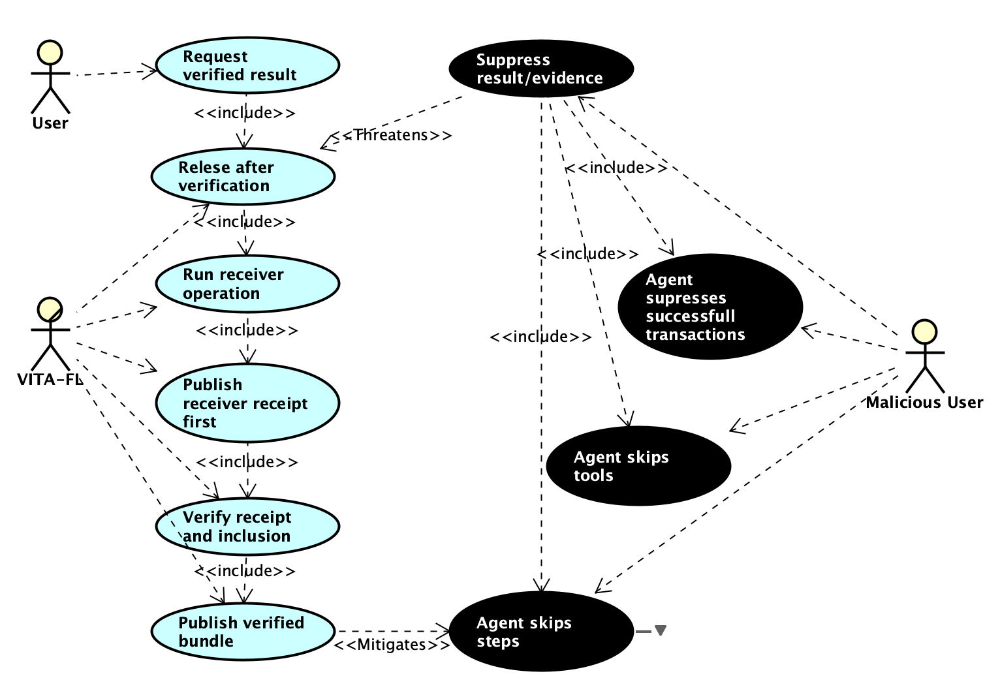 Request
verified result
User
<<include>>
Relese after
verification
<<include>>
Run receiver
operation
<<include>>
VITA-FL
Publish
receiver receipt
first
<<include>>
Verify receipt
and inclusion
<<include>>
Publish verified
bundle
<<Mitigates>>
Suppress
result/evidence
<<Threatens>>
<<include>>
<<include>>
<<include>>
Agent
supresses
successfull
transactions
Malicious User
Agent skips
tools
Agent skips
steps